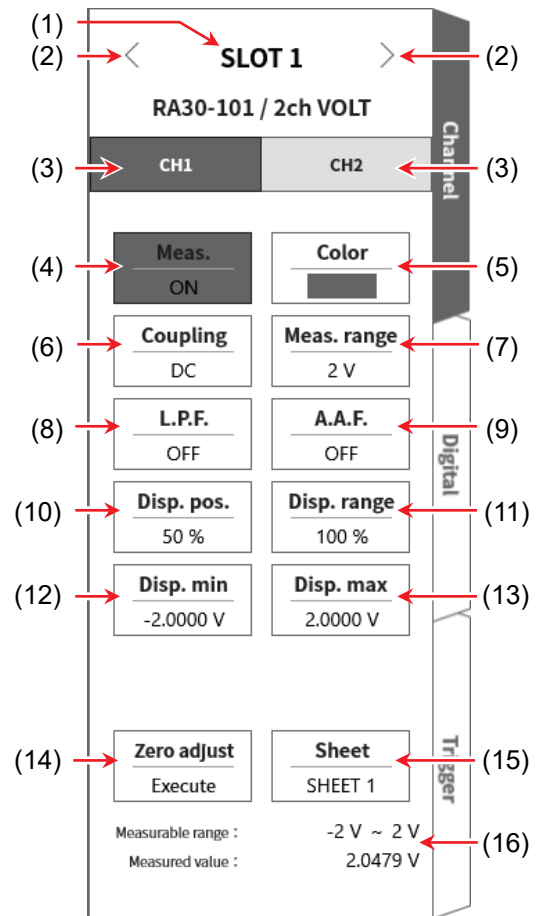 (1)
(2) < SLOT 1 > (2)
RA30-101 / 2ch VOLT
Channel
(3) CH1 CH2 (3)
(4) Meas. Color (5)
ON
(6) Coupling Meas. range (7)
DC 2 V
(8) L.P.F. A.A.F. (9)
OFF OFF
Digital
(10) Disp. pos. Disp. range (11)
50 % 100 %
(12) Disp. min Disp. max (13)
-2.0000 V 2.0000 V
(14) Zero adjust Sheet (15)
Execute SHEET 1
Trigger
Measurable range : -2 V ~ 2 V (16)
Measured value : 2.0479 V